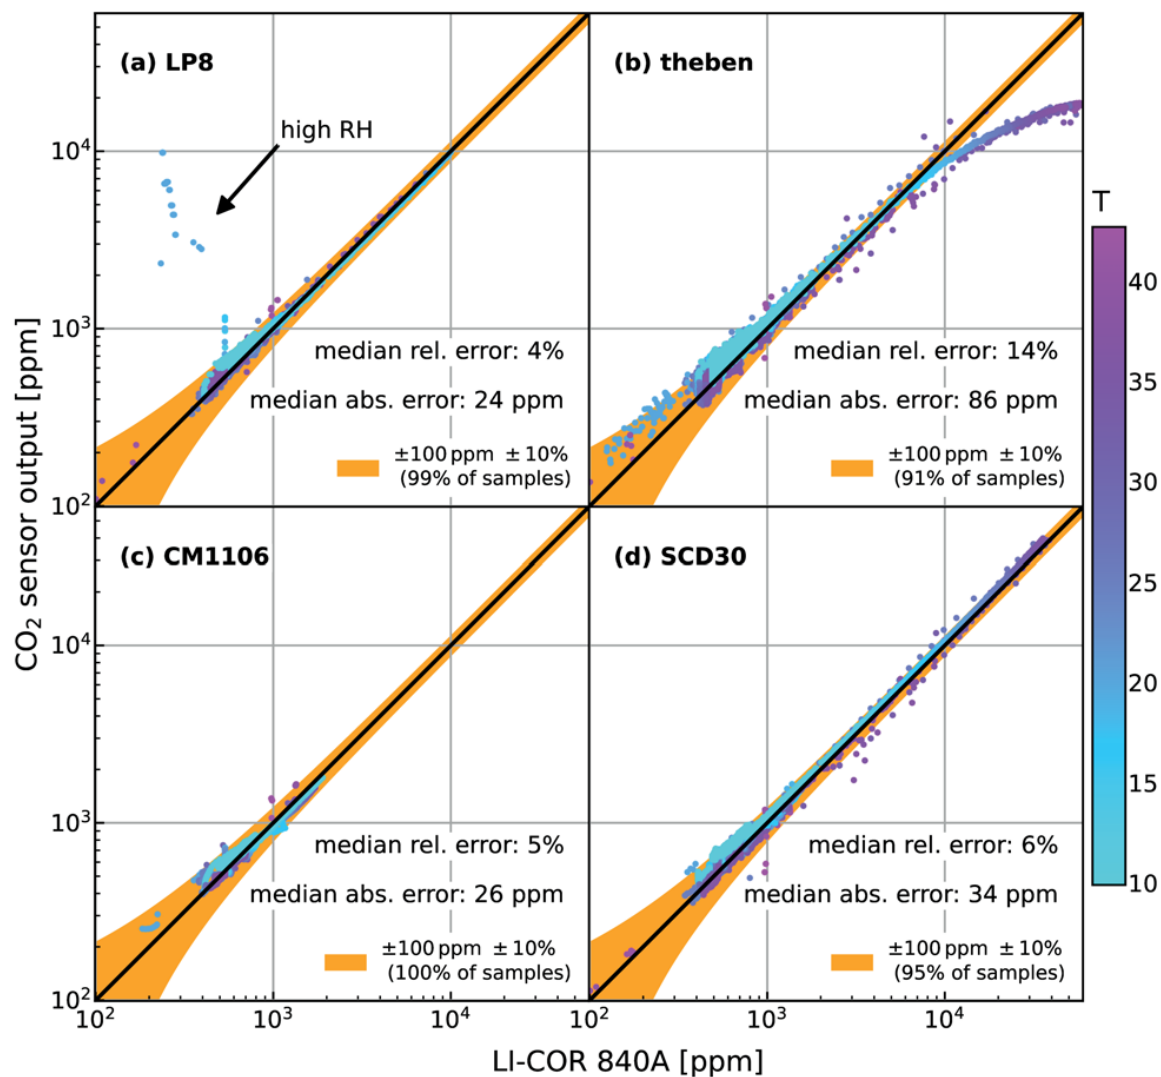 (a) LP8
high RH
median rel. error: 4%
median abs. error: 24 ppm
±100 ppm ± 10%
(99% of samples)
(b) theben
median rel. error: 14%
median abs. error: 86 ppm
±100 ppm ± 10%
(91% of samples)
(c) CM1106
median rel. error: 5%
median abs. error: 26 ppm
±100 ppm ± 10%
(100% of samples)
(d) SCD30
median rel. error: 6%
median abs. error: 34 ppm
±100 ppm ± 10%
(95% of samples)
CO₂ sensor output [ppm]
10⁴
10³
10²
10⁴
10³
10²
10² 10³ 10⁴ 10² 10³ 10⁴
LI-COR 840A [ppm]
T
40
35
30
25
20
15
10